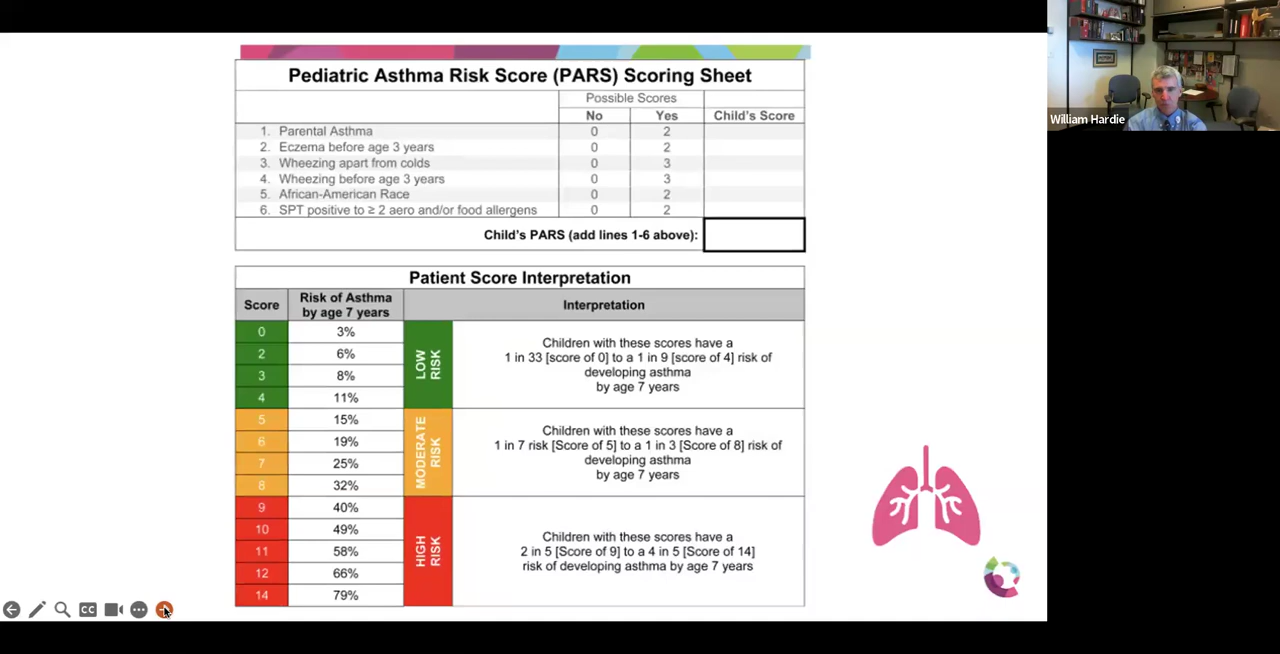 Pediatric Asthma Risk Score (PARS) Scoring Sheet
Possible Scores
No Yes Child's Score
1. Parental Asthma 0 2
2. Eczema before age 3 years 0 2
3. Wheezing apart from colds 0 3
4. Wheezing before age 3 years 0 3
5. African-American Race 0 2
6. SPT positive to ≥ 2 aero and/or food allergens 0 2
Child's PARS (add lines 1-6 above):
Patient Score Interpretation
Score
Risk of Asthma
by age 7 years
Interpretation
0 3%
2 6%
3 8%
4 11%
LOW
RISK
Children with these scores have a
1 in 33 [score of 0] to a 1 in 9 [score of 4] risk of
developing asthma
by age 7 years
5 15%
6 19%
7 25%
8 32%
MODERATE
RISK
Children with these scores have a
1 in 7 risk [Score of 5] to a 1 in 3 [Score of 8] risk of
developing asthma
by age 7 years
9 40%
10 49%
11 58%
12 66%
14 79%
HIGH
RISK
Children with these scores have a
2 in 5 [Score of 9] to a 4 in 5 [Score of 14]
risk of developing asthma by age 7 years
CC
William Hardie